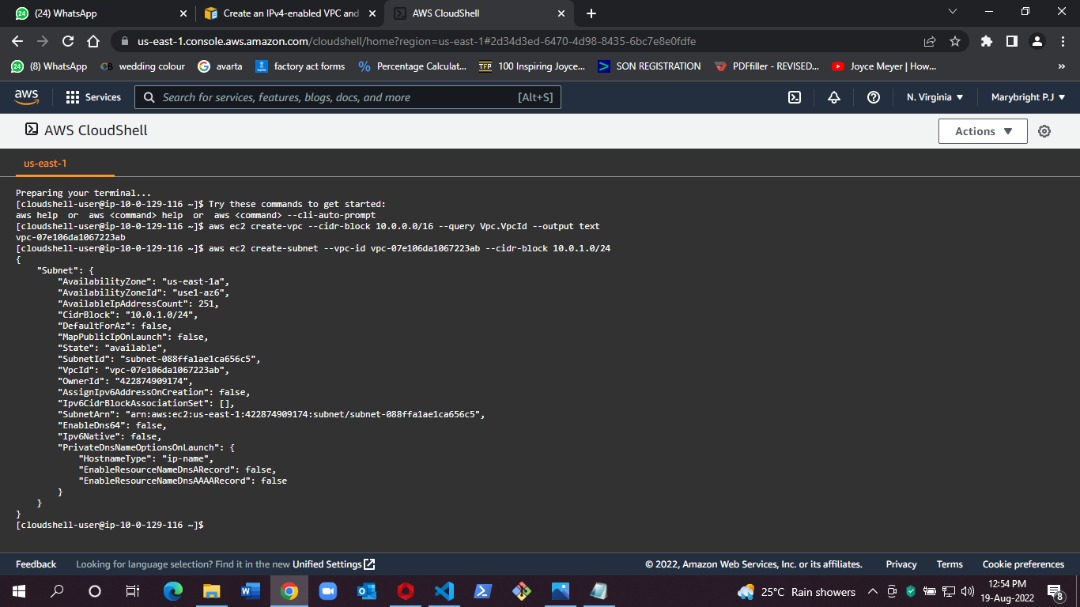 (24) WhatsApp
Create an IPv4-enabled VPC and
AWS CloudShell
us-east-1.console.aws.amazon.com/cloudshell/home?region=us-east-1#2d34d3ed-6470-4d98-8435-6bc7e8e0fdfe
(8) WhatsApp
wedding colour
avarta
factory act forms
Percentage Calculat...
100 Inspiring Joyce...
SON REGISTRATION
PDFfiller - REVISED...
Joyce Meyer | How...
»
aws
Services
Search for services, features, blogs, docs, and more
[Alt+S]
N. Virginia ▼
Marybright P.J ▼
AWS CloudShell
Actions ▼
us-east-1
Preparing your terminal...
[cloudshell-user@ip-10-0-129-116 ~]$ Try these commands to get started:
aws help  or  aws <command> help  or  aws <command> --cli-auto-prompt
[cloudshell-user@ip-10-0-129-116 ~]$ aws ec2 create-vpc --cidr-block 10.0.0.0/16 --query Vpc.VpcId --output text
vpc-07e106da1067223ab
[cloudshell-user@ip-10-0-129-116 ~]$ aws ec2 create-subnet --vpc-id vpc-07e106da1067223ab --cidr-block 10.0.1.0/24
{
    "Subnet": {
        "AvailabilityZone": "us-east-1a",
        "AvailabilityZoneId": "use1-az6",
        "AvailableIpAddressCount": 251,
        "CidrBlock": "10.0.1.0/24",
        "DefaultForAz": false,
        "MapPublicIpOnLaunch": false,
        "State": "available",
        "SubnetId": "subnet-088ffa1ae1ca656c5",
        "VpcId": "vpc-07e106da1067223ab",
        "OwnerId": "422874909174",
        "AssignIpv6AddressOnCreation": false,
        "Ipv6CidrBlockAssociationSet": [],
        "SubnetArn": "arn:aws:ec2:us-east-1:422874909174:subnet/subnet-088ffa1ae1ca656c5",
        "EnableDns64": false,
        "Ipv6Native": false,
        "PrivateDnsNameOptionsOnLaunch": {
            "HostnameType": "ip-name",
            "EnableResourceNameDnsARecord": false,
            "EnableResourceNameDnsAAAARecord": false
        }
    }
}
[cloudshell-user@ip-10-0-129-116 ~]$
Feedback
Looking for language selection? Find it in the new Unified Settings
© 2022, Amazon Web Services, Inc. or its affiliates.
Privacy
Terms
Cookie preferences
25°C Rain showers
12:54 PM
19-Aug-2022
8